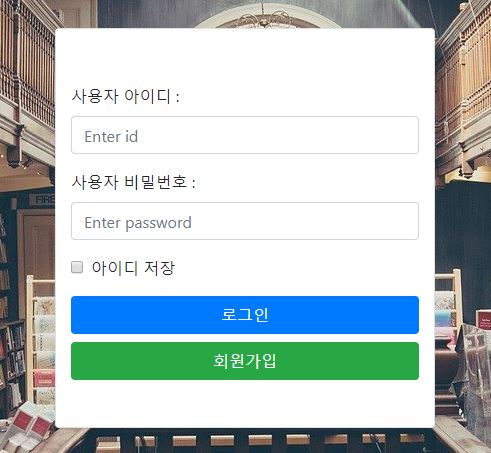 사용자 아이디 :
Enter id
사용자 비밀번호 :
Enter password
아이디 저장
로그인
회원가입
FIRE